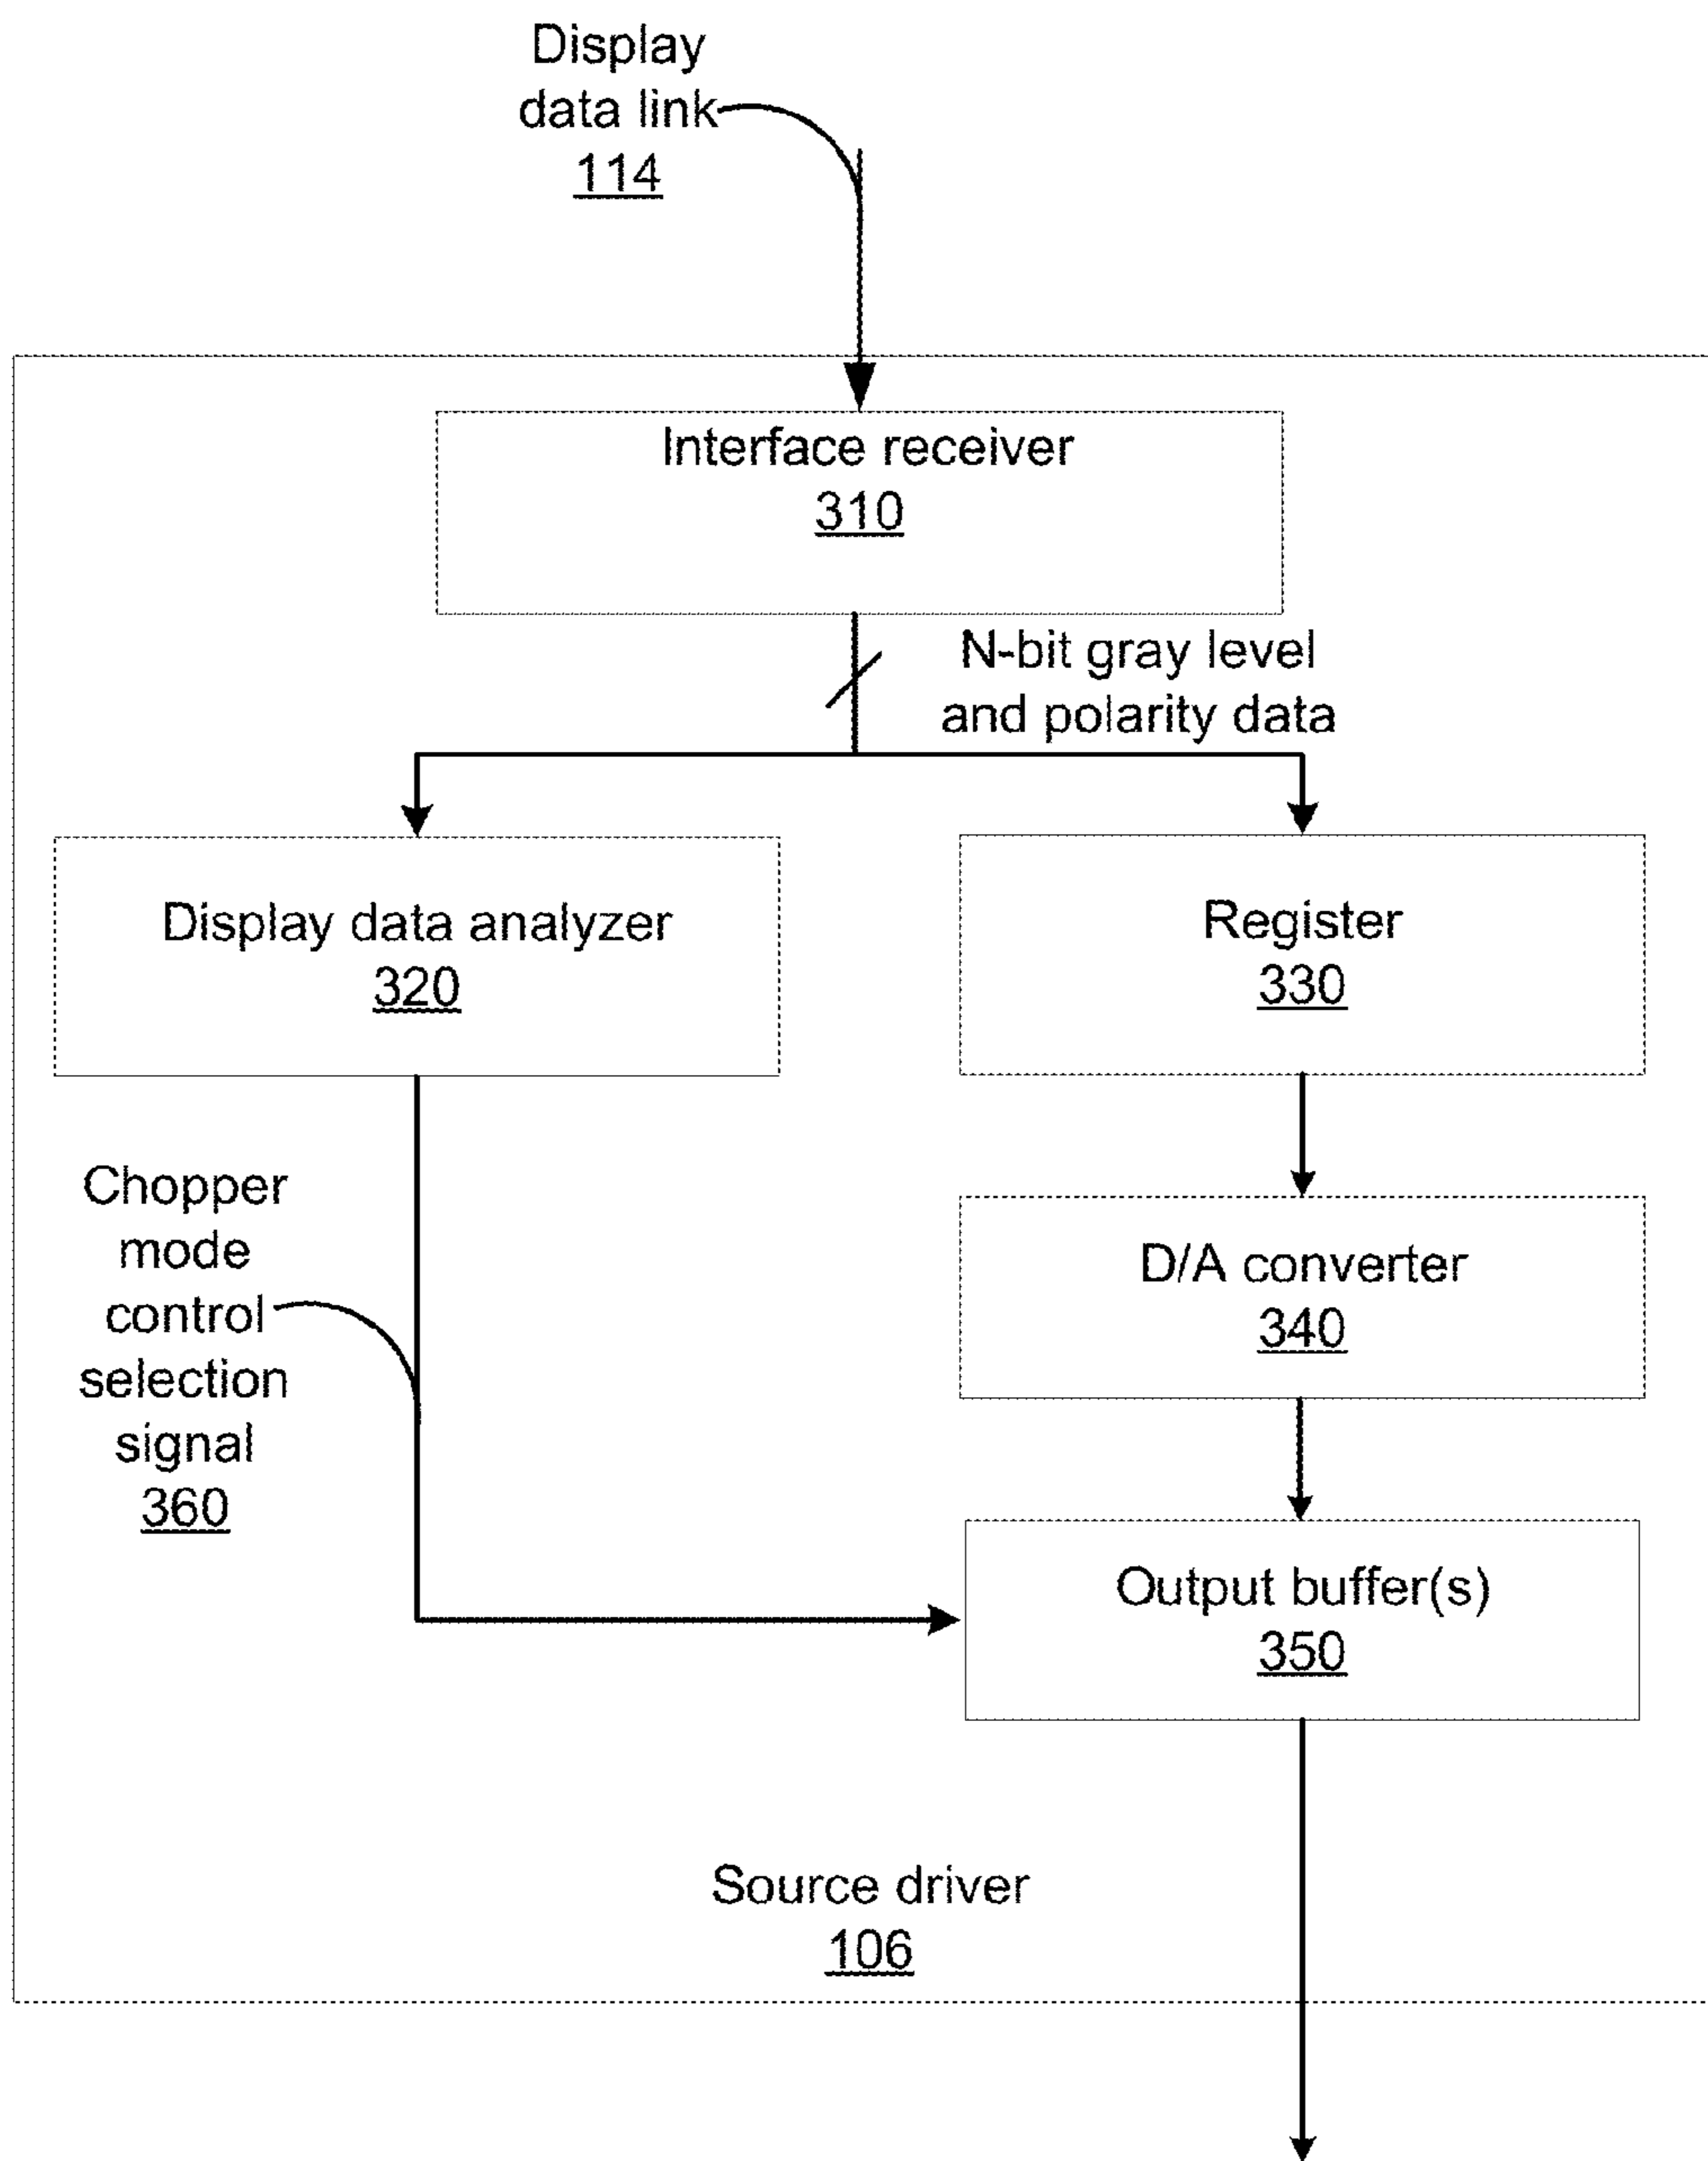 Display
data link
114
Interface receiver
310
N-bit gray level
and polarity data
Display data analyzer
320
Register
330
Chopper
mode
control
selection
signal
360
D/A converter
340
Output buffer(s)
350
Source driver
106